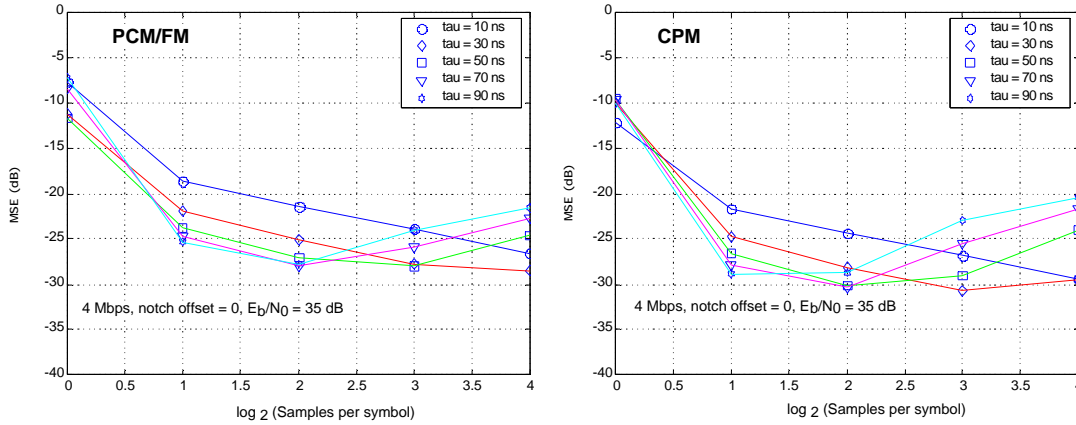 PCM/FM
tau = 10 ns
tau = 30 ns
tau = 50 ns
tau = 70 ns
tau = 90 ns
0
-5
-10
-15
-20
-25
-30
-35
-40
MSE (dB)
4 Mbps, notch offset = 0, Eb/N0 = 35 dB
0 0.5 1 1.5 2 2.5 3 3.5 4
log 2 (Samples per symbol)
CPM
tau = 10 ns
tau = 30 ns
tau = 50 ns
tau = 70 ns
tau = 90 ns
0
-5
-10
-15
-20
-25
-30
-35
-40
MSE (dB)
4 Mbps, notch offset = 0, Eb/N0 = 35 dB
0 0.5 1 1.5 2 2.5 3 3.5 4
log 2 (Samples per symbol)